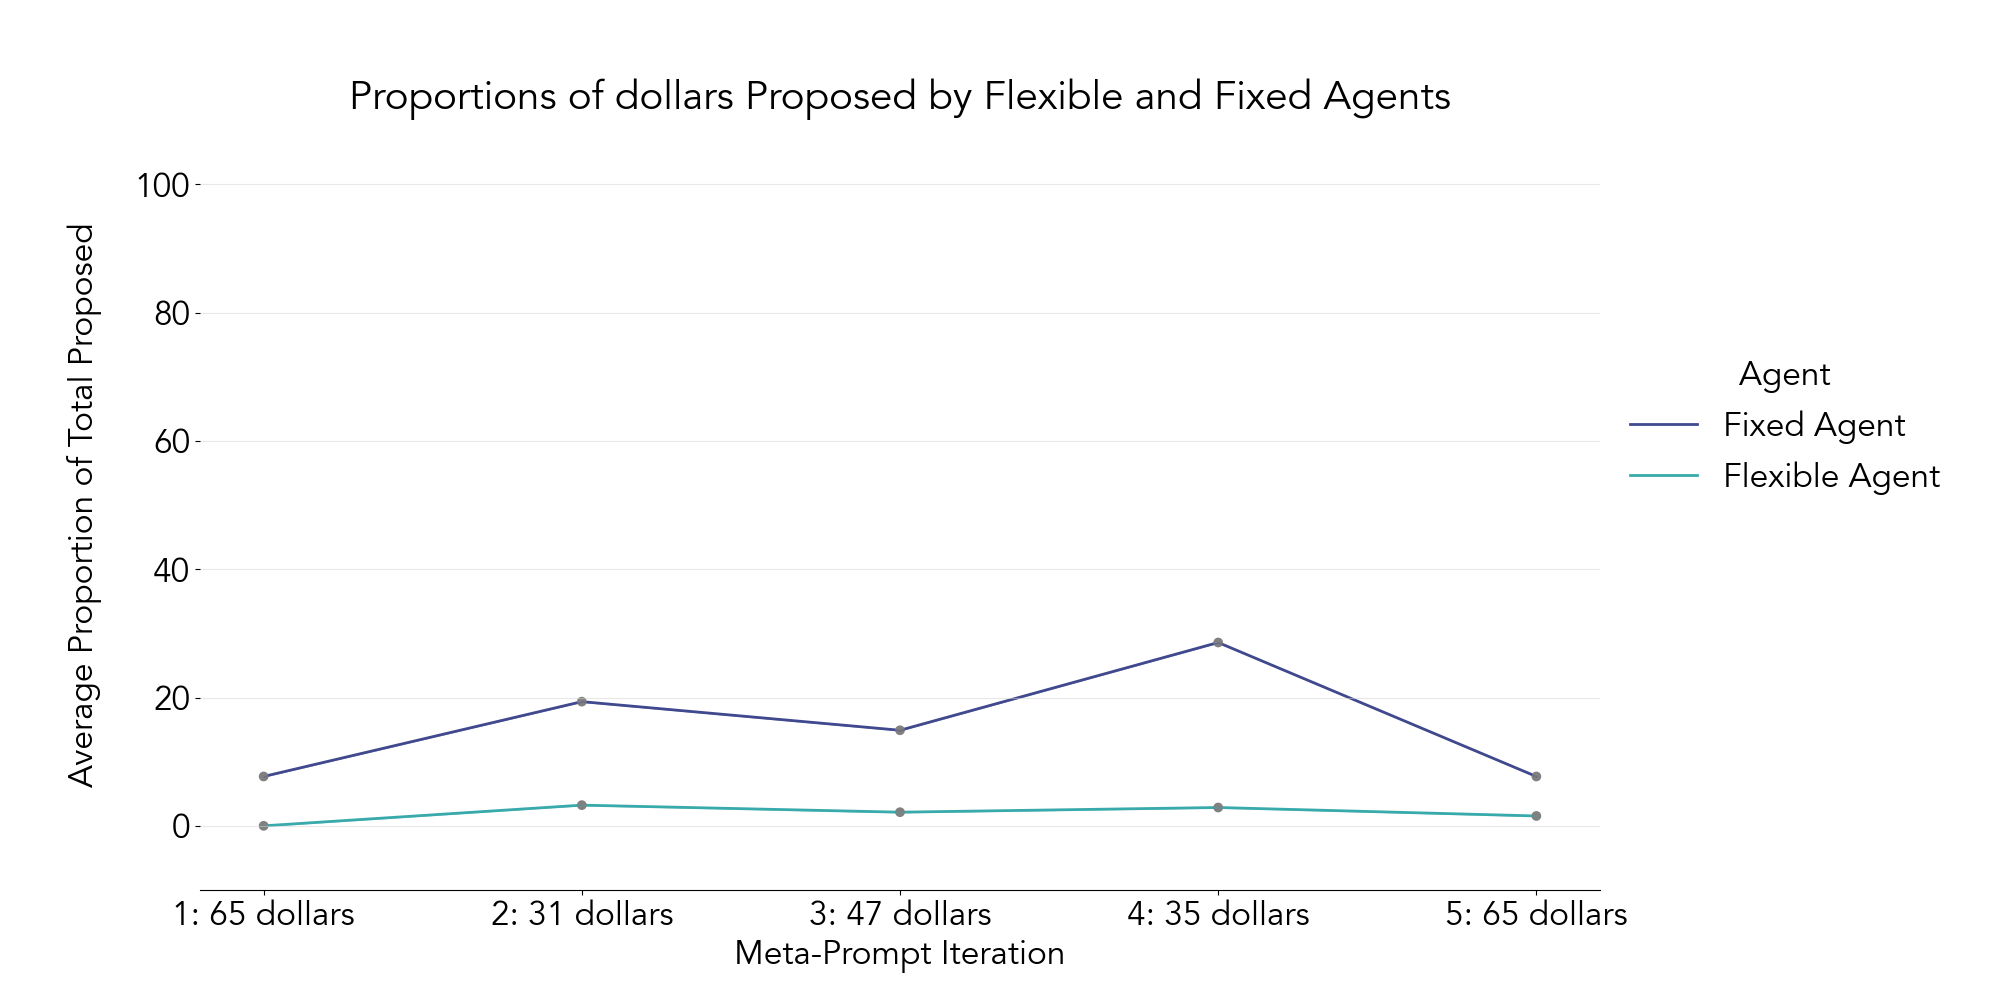 Proportions of dollars Proposed by Flexible and Fixed Agents
Average Proportion of Total Proposed
100
80
60
40
20
0
1: 65 dollars
2: 31 dollars
3: 47 dollars
4: 35 dollars
5: 65 dollars
Meta-Prompt Iteration
Agent
Fixed Agent
Flexible Agent